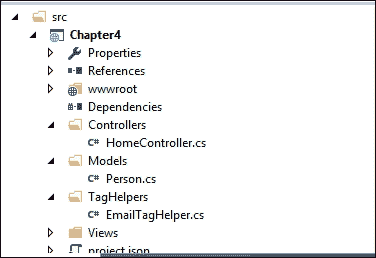 src
Chapter4
Properties
References
wwwroot
Dependencies
Controllers
C# HomeController.cs
Models
C# Person.cs
TagHelpers
C# EmailTagHelper.cs
Views
project.json